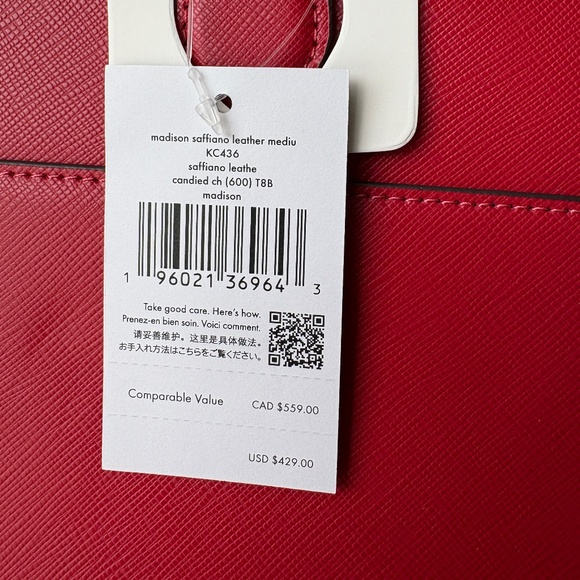 madison saffiano leather mediu
KC436
saffiano leathe
candied ch (600) T8B
madison
1 96021 36964 3
Take good care. Here's how.
Prenez-en bien soin. Voici comment.
请妥善维护。这里是具体做法。
お手入れ方法はこちらをご覧ください。
Comparable Value CAD $559.00
USD $429.00